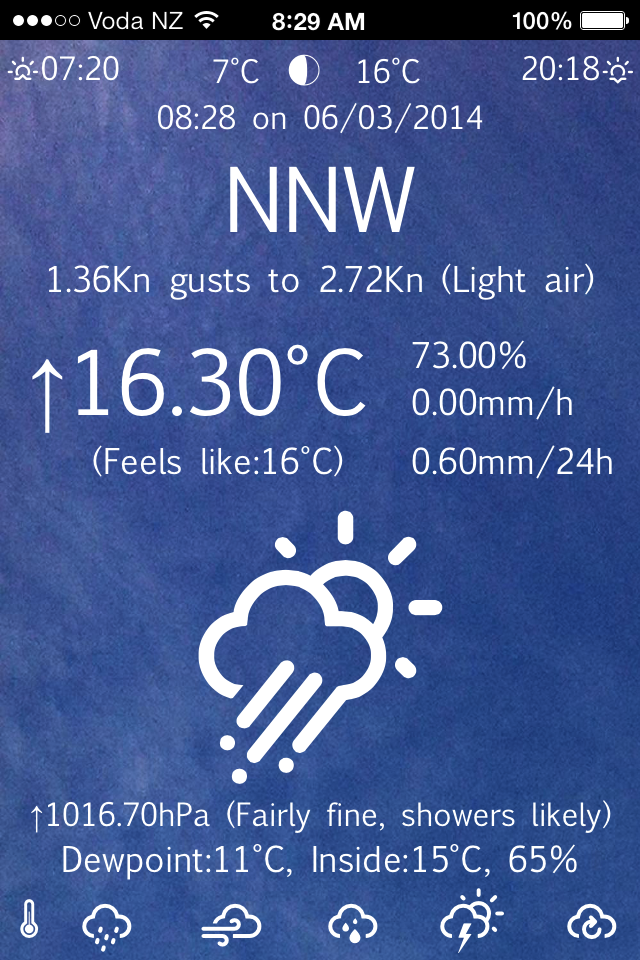 Voda NZ 8:29 AM 100%
07:20 7°C 16°C 20:18
08:28 on 06/03/2014
NNW
1.36Kn gusts to 2.72Kn (Light air)
↑16.30°C 73.00%
0.00mm/h
(Feels like:16°C) 0.60mm/24h
↑1016.70hPa (Fairly fine, showers likely)
Dewpoint:11°C, Inside:15°C, 65%